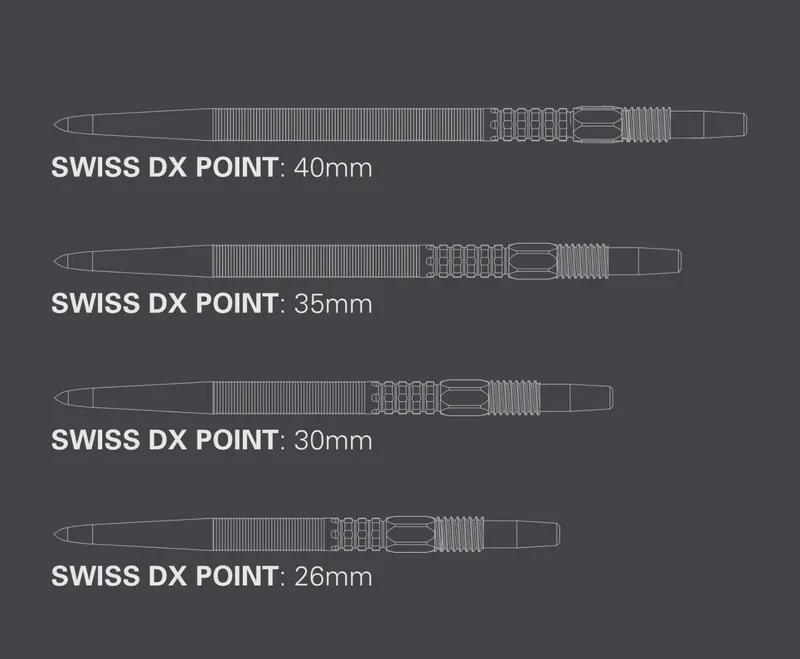 SWISS DX POINT: 40mm
SWISS DX POINT: 35mm
SWISS DX POINT: 30mm
SWISS DX POINT: 26mm